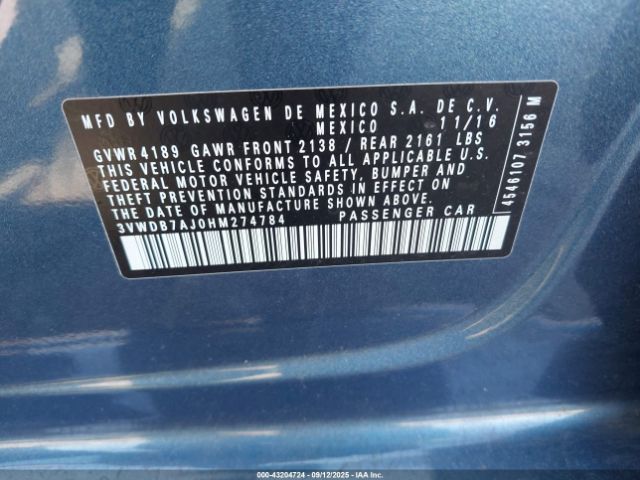 MFD BY VOLKSWAGEN DE MEXICO S.A. DE C.V.
MEXICO 11/16
GVWR 4189 GAWR FRONT 2138 / REAR 2161 LBS
THIS VEHICLE CONFORMS TO ALL APPLICABLE U.S.
FEDERAL MOTOR VEHICLE SAFETY, BUMPER AND
THEFT PREVENTION STANDARDS IN EFFECT ON
THE DATE OF MANUFACTURE SHOWN ABOVE.
3VWDB7AJ0HM274784 PASSENGER CAR
4546107 3156 M
000-43204724 - 09/12/2025 - IAAI.com